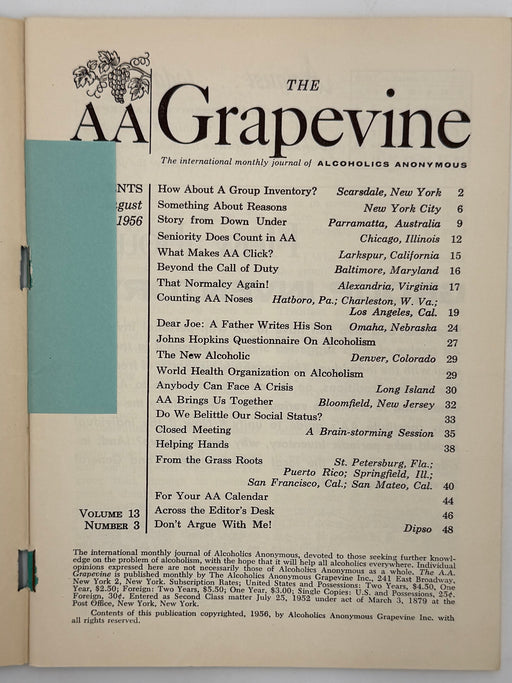 THE
AA Grapevine
The international monthly journal of ALCOHOLICS ANONYMOUS
NTS
gust
1956
How About A Group Inventory? Scarsdale, New York 2
Something About Reasons New York City 6
Story from Down Under Parramatta, Australia 9
Seniority Does Count in AA Chicago, Illinois 12
What Makes AA Click? Larkspur, California 15
Beyond the Call of Duty Baltimore, Maryland 16
That Normalcy Again! Alexandria, Virginia 17
Counting AA Noses Hatboro, Pa.; Charleston, W. Va.;
Los Angeles, Cal. 19
Dear Joe: A Father Writes His Son Omaha, Nebraska 24
Johns Hopkins Questionnaire On Alcoholism 27
The New Alcoholic Denver, Colorado 29
World Health Organization on Alcoholism 29
Anybody Can Face A Crisis Long Island 30
AA Brings Us Together Bloomfield, New Jersey 32
Do We Belittle Our Social Status? 33
Closed Meeting A Brain-storming Session 35
Helping Hands 38
From the Grass Roots St. Petersburg, Fla.;
Puerto Rico; Springfield, Ill.;
San Francisco, Cal.; San Mateo, Cal. 40
For Your AA Calendar 44
Across the Editor's Desk 46
Don't Argue With Me! Dipso 48
VOLUME 13
NUMBER 3
The international monthly journal of Alcoholics Anonymous, devoted to those seeking further knowl-
edge on the problem of alcoholism, with the hope that it will help all alcoholics everywhere. Individual
opinions expressed here are not necessarily those of Alcoholics Anonymous as a whole. The A.A.
Grapevine is published monthly by The Alcoholics Anonymous Grapevine Inc., 241 East Broadway,
New York 2, New York. Subscription Rates; United States and Possessions: Two Years, $4.50, One
Year, $2.50; Foreign: Two Years, $5.50; One Year, $3.00; Single Copies: U.S. and Possessions, 25¢.
Foreign, 30¢. Entered as Second Class matter July 25, 1952 under act of March 3, 1879 at the
Post Office, New York, New York.
Contents of this publication copyrighted, 1956, by Alcoholics Anonymous Grapevine Inc. with
all rights reserved.